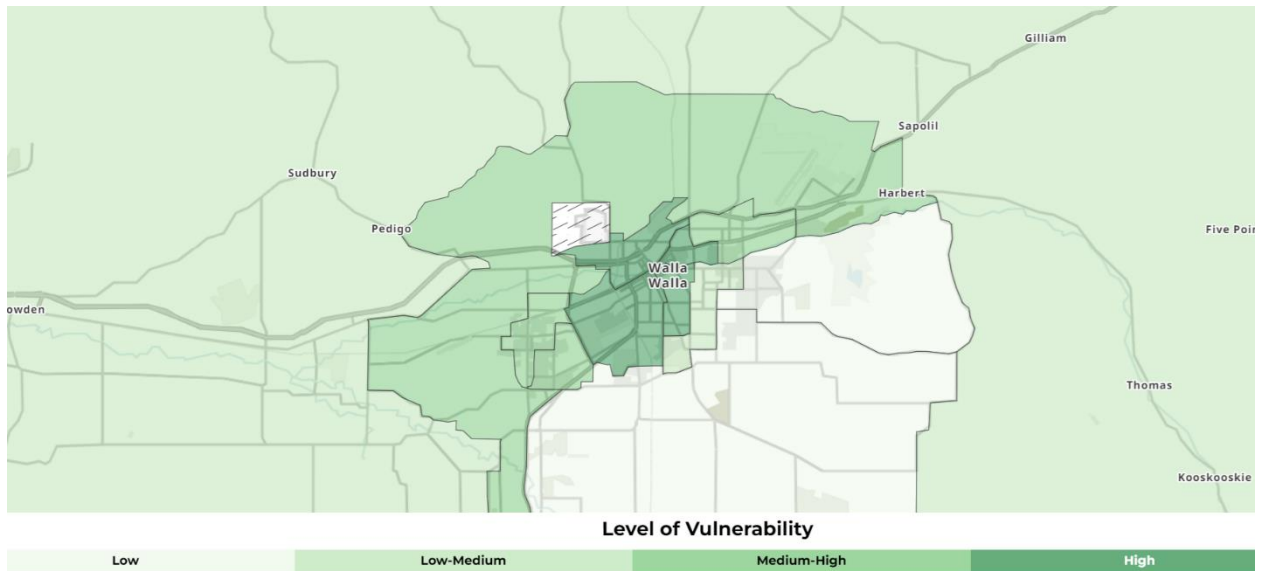 Gilliam
Sapolil
Sudbury
Harbert
Pedigo
Five Poin
Walla
Walla
owden
Thomas
Kooskooskie
Level of Vulnerability
Low
Low-Medium
Medium-High
High